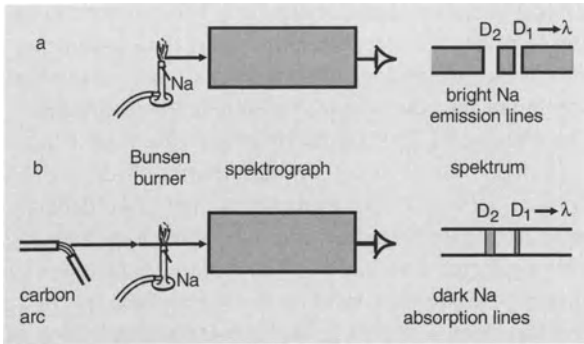 a
Na
D₂ D₁ → λ
bright Na
emission lines
b
Bunsen
burner
spektrograph
spektrum
D₂ D₁ → λ
Na
carbon
arc
dark Na
absorption lines